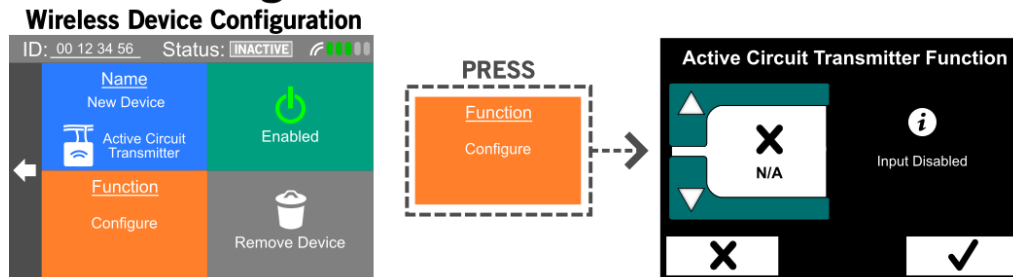 Wireless Device Configuration
ID: 00 12 34 56 Status: INACTIVE
Name
New Device
Active Circuit
Transmitter
Enabled
Function
Configure
Remove Device
PRESS
Function
Configure
Active Circuit Transmitter Function
N/A
Input Disabled